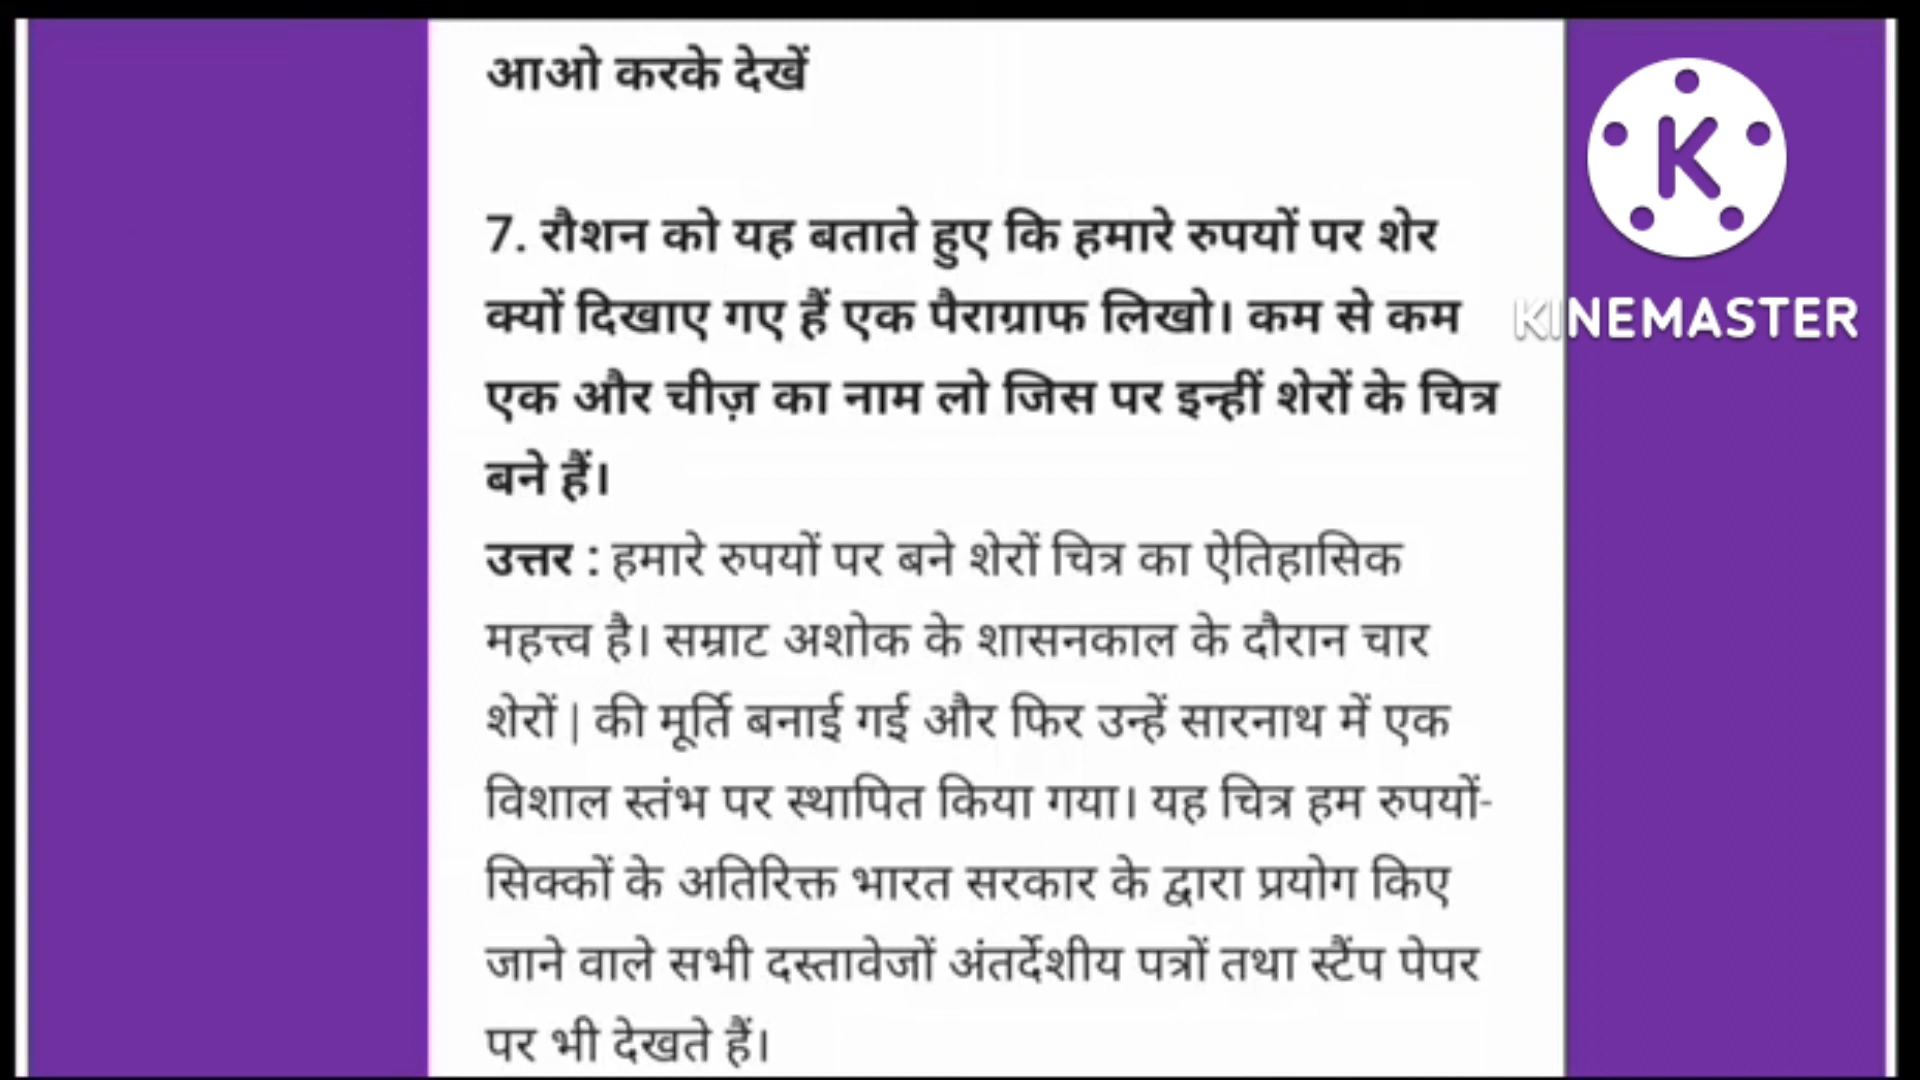 आओ करके देखें
7. रौशन को यह बताते हुए कि हमारे रुपयों पर शेर
क्यों दिखाए गए हैं एक पैराग्राफ लिखो। कम से कम
एक और चीज़ का नाम लो जिस पर इन्हीं शेरों के चित्र
बने हैं।
उत्तर : हमारे रुपयों पर बने शेरों चित्र का ऐतिहासिक
महत्त्व है। सम्राट अशोक के शासनकाल के दौरान चार
शेरों | की मूर्ति बनाई गई और फिर उन्हें सारनाथ में एक
विशाल स्तंभ पर स्थापित किया गया। यह चित्र हम रुपयों-
सिक्कों के अतिरिक्त भारत सरकार के द्वारा प्रयोग किए
जाने वाले सभी दस्तावेजों अंतर्देशीय पत्रों तथा स्टैंप पेपर
पर भी देखते हैं।
K
KINEMASTER